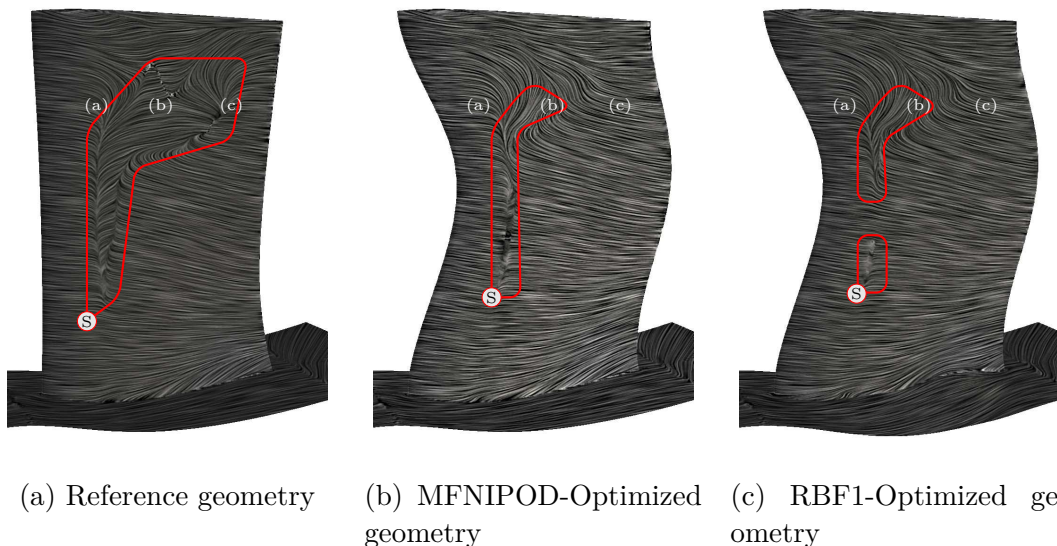 (a) (b) (c)
(a) (b) (c)
(a) (b) (c)
S
S
S
(a) Reference geometry
(b) MFNIPOD-Optimized
geometry
(c) RBF1-Optimized ge
ometry